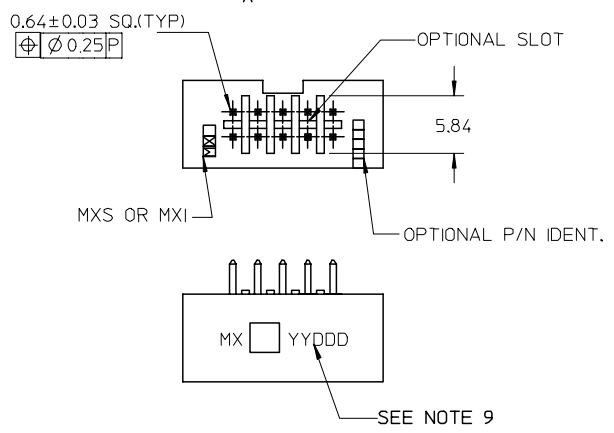 A
0.64±0.03 SQ.(TYP)
⌖ Ø 0.25 P
OPTIONAL SLOT
5.84
MX
MXS OR MXI
OPTIONAL P/N IDENT.
MX YYDDD
SEE NOTE 9